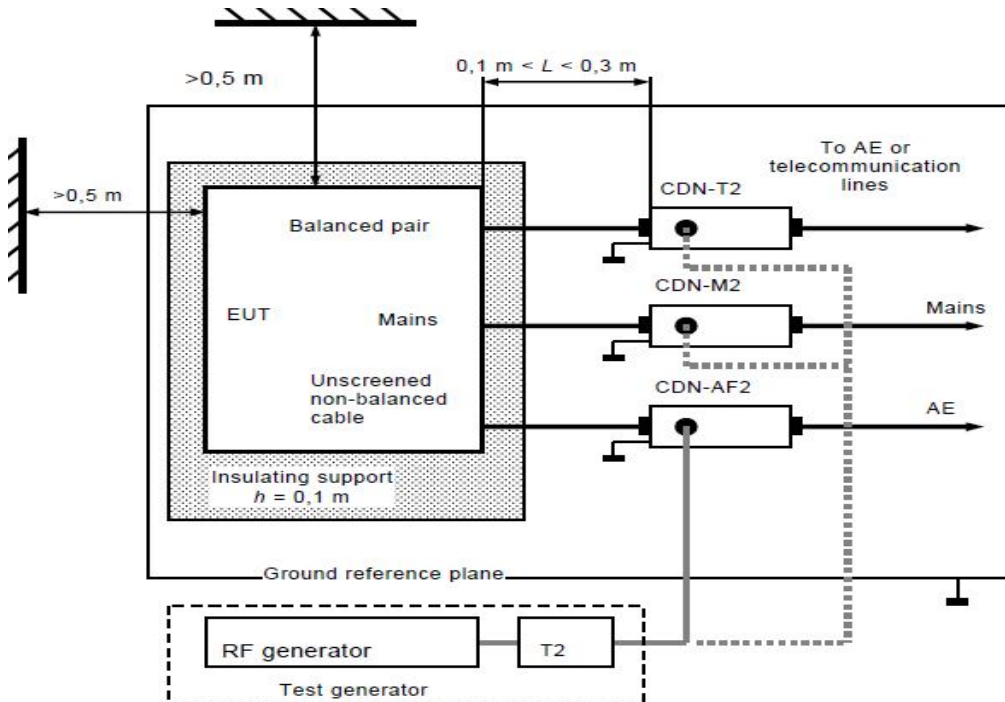 0,1 m < L < 0,3 m
>0,5 m
To AE or
telecommunication
lines
CDN-T2
>0,5 m
Balanced pair
CDN-M2
EUT
Mains
Mains
Unscreened
non-balanced
cable
CDN-AF2
AE
Insulating support
h = 0,1 m
Ground reference plane
RF generator
T2
Test generator